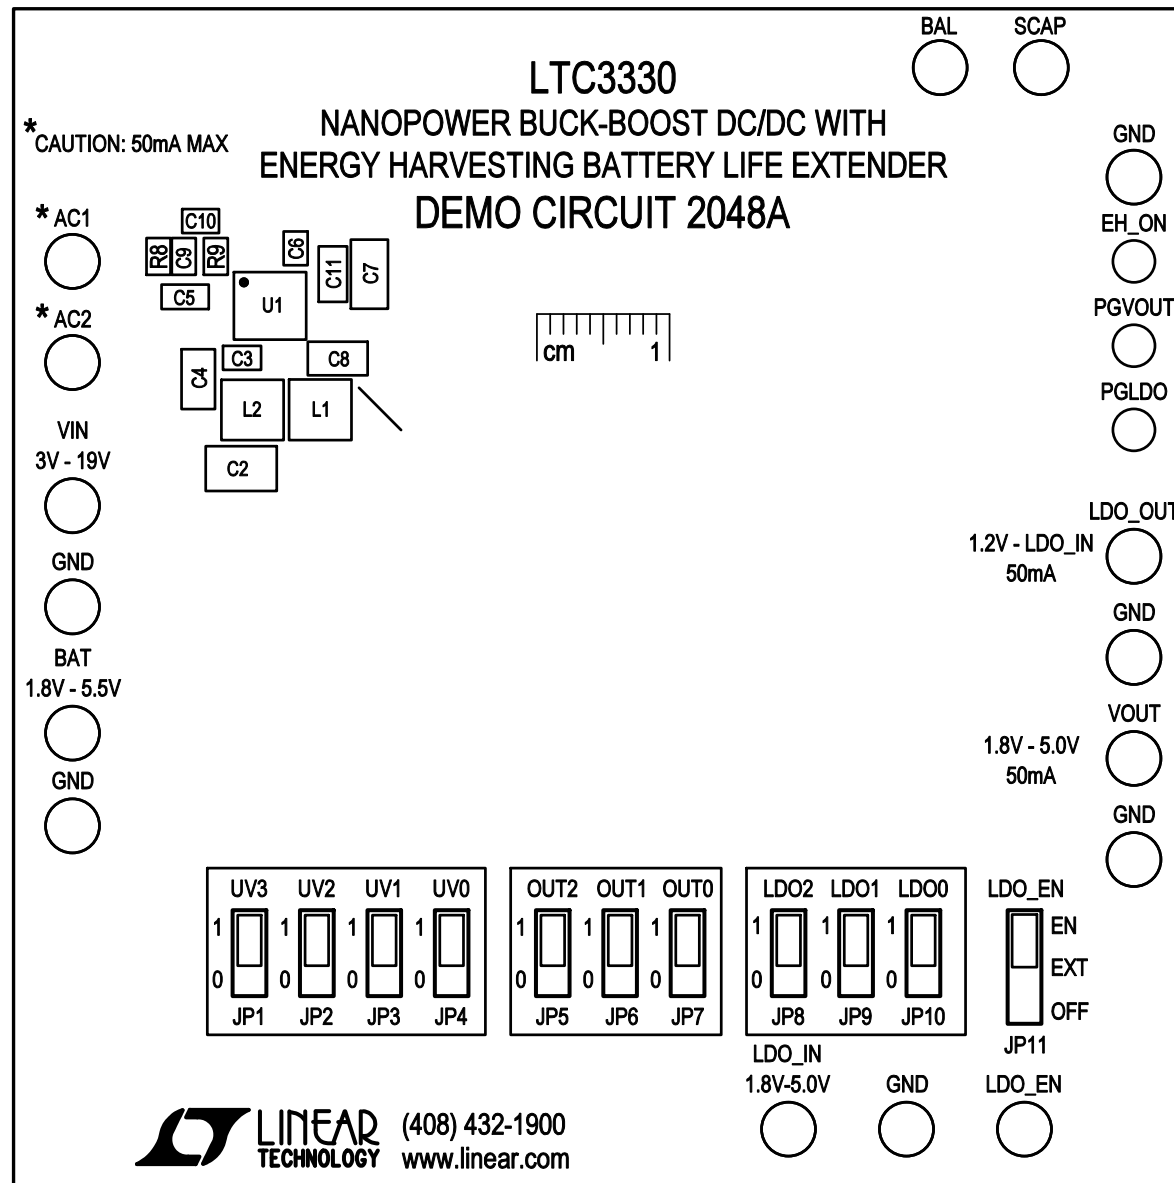 BAL SCAP
LTC3330
NANOPOWER BUCK-BOOST DC/DC WITH
ENERGY HARVESTING BATTERY LIFE EXTENDER
DEMO CIRCUIT 2048A
*CAUTION: 50mA MAX
* AC1
* AC2
VIN
3V - 19V
GND
BAT
1.8V - 5.5V
GND
C10
R8 C9 R9 C6 C11 C7
C5 U1
C3 C8
C4
L2 L1
C2
cm 1
GND
EH_ON
PGVOUT
PGLDO
LDO_OUT
1.2V - LDO_IN
50mA
GND
VOUT
1.8V - 5.0V
50mA
GND
UV3 UV2 UV1 UV0
1 1 1 1
0 0 0 0
JP1 JP2 JP3 JP4
OUT2 OUT1 OUT0
1 1 1
0 0 0
JP5 JP6 JP7
LDO2 LDO1 LDO0
1 1 1
0 0 0
JP8 JP9 JP10
LDO_EN
EN
EXT
OFF
JP11
LDO_IN
1.8V-5.0V GND LDO_EN
LINEAR
TECHNOLOGY
(408) 432-1900
www.linear.com